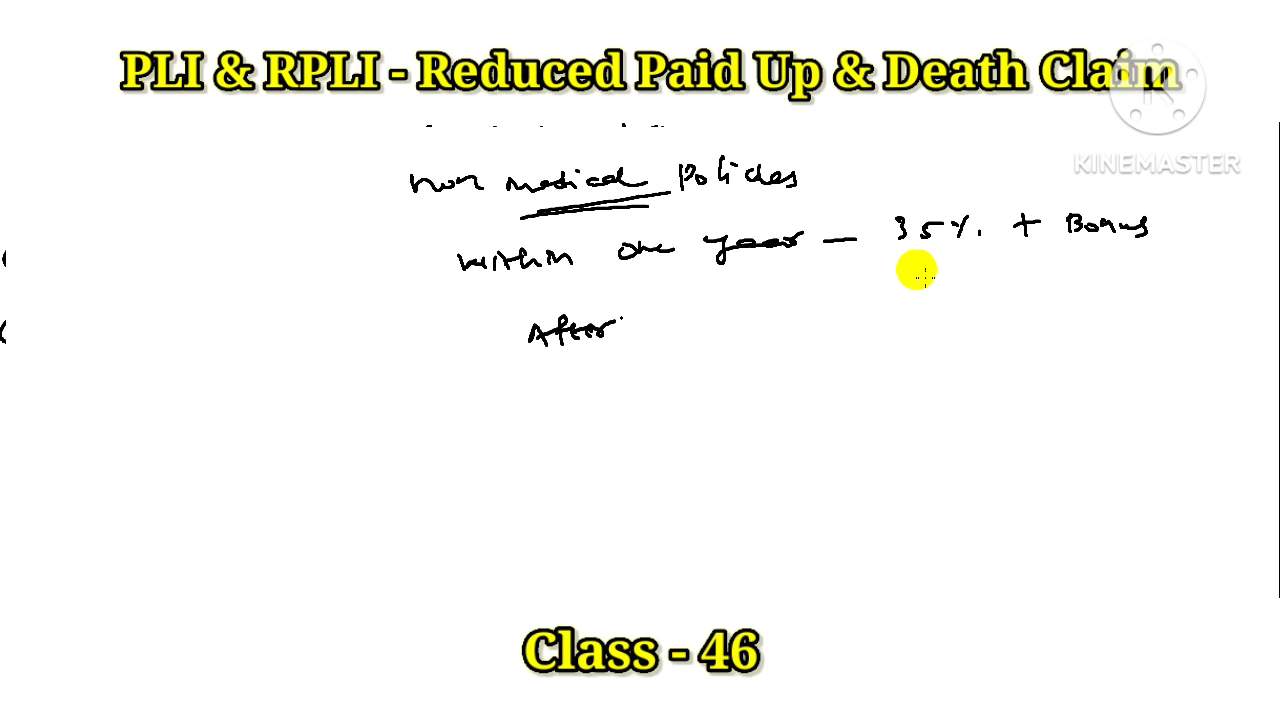 PLI & RPLI - Reduced Paid Up & Death Claim
KINEMASTER
non medical Policies
within one year - 35% + Bonus
After
Class - 46